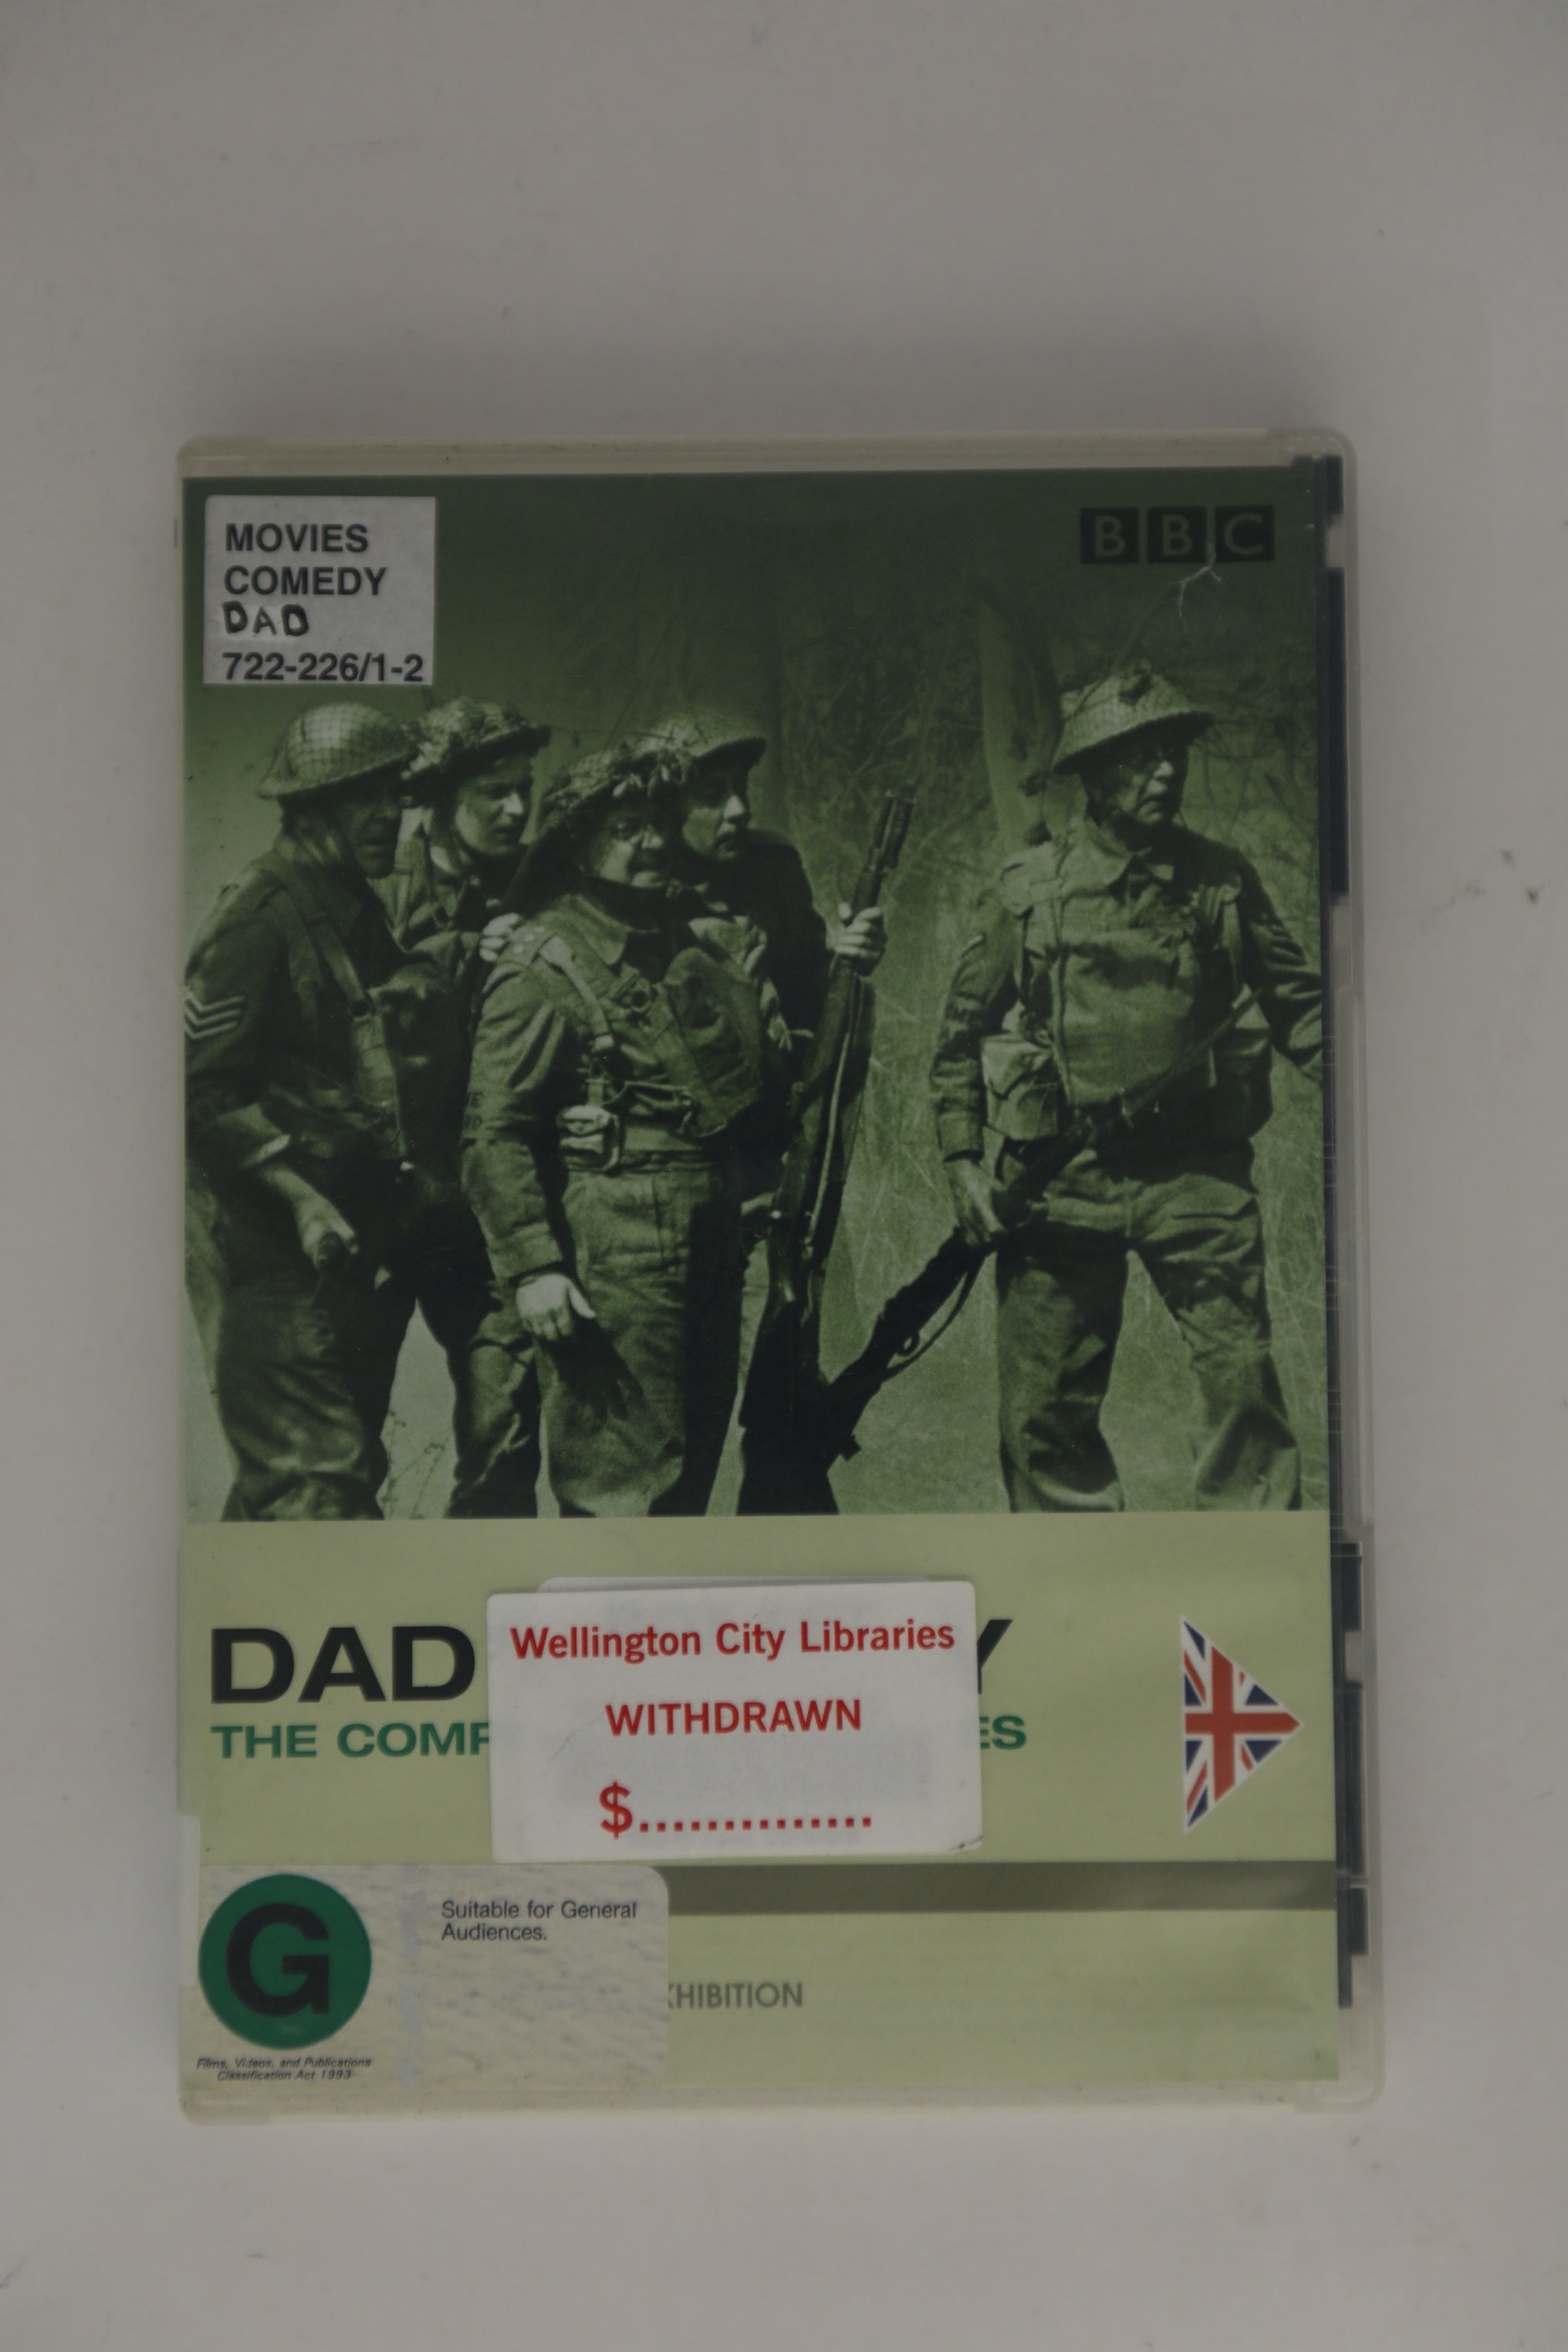 MOVIES
COMEDY
DAD
722-226/1-2
BBC
DAD Y
THE COMP ES
Wellington City Libraries
WITHDRAWN
$..............
G
Suitable for General
Audiences.
Films, Videos, and Publications
Classification Act 1993
HIBITION